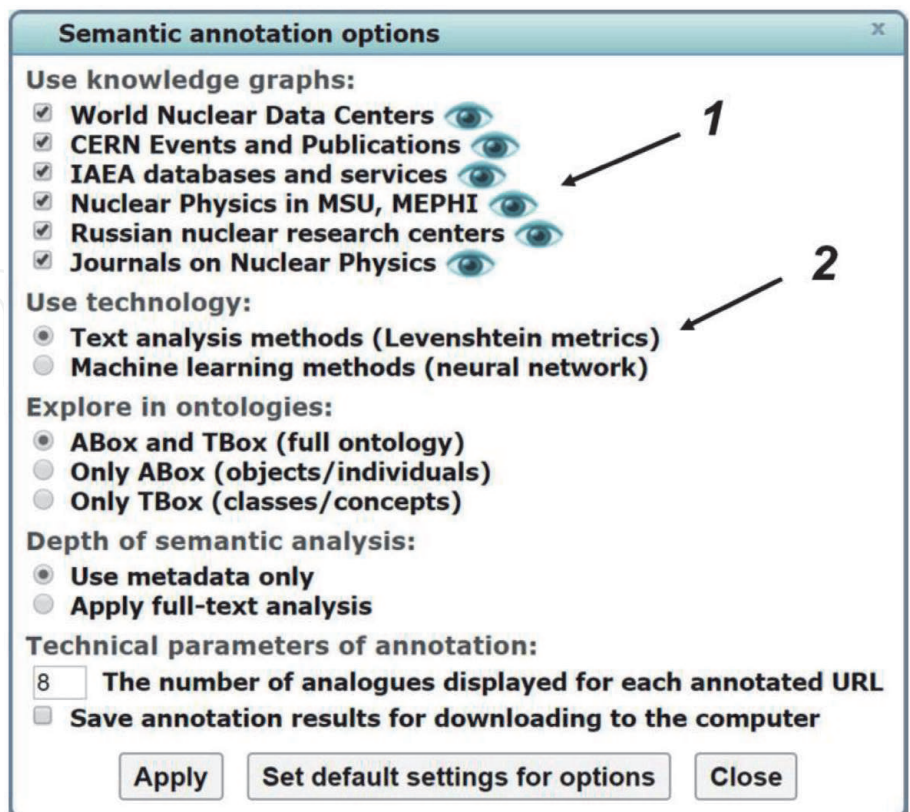 Semantic annotation options x
Use knowledge graphs:
World Nuclear Data Centers
CERN Events and Publications
1
IAEA databases and services
Nuclear Physics in MSU, MEPHI
Russian nuclear research centers
Journals on Nuclear Physics
2
Use technology:
Text analysis methods (Levenshtein metrics)
Machine learning methods (neural network)
Explore in ontologies:
ABox and TBox (full ontology)
Only ABox (objects/individuals)
Only TBox (classes/concepts)
Depth of semantic analysis:
Use metadata only
Apply full-text analysis
Technical parameters of annotation:
8 The number of analogues displayed for each annotated URL
Save annotation results for downloading to the computer
Apply Set default settings for options Close